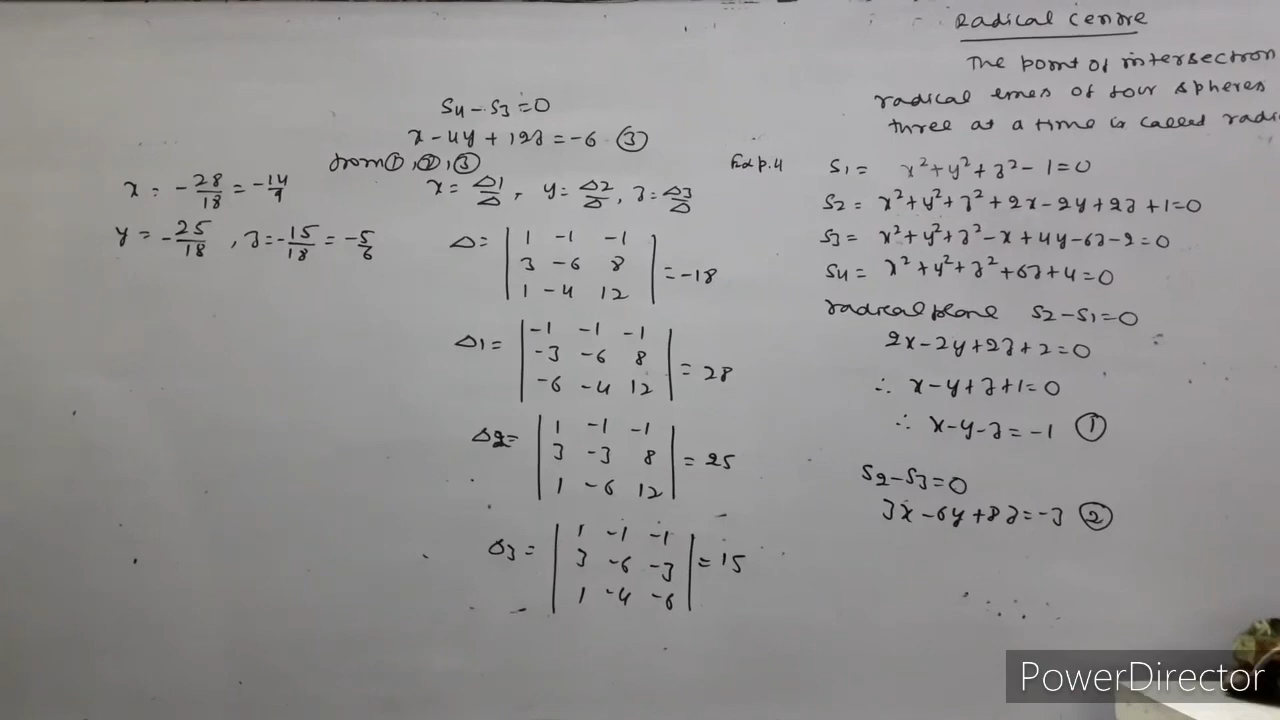 Radical Centre
The point of intersection
radical lines of four spheres
three at a time is called radi
Exp.4
S1 = x²+y²+z²-1=0
S2= x²+y²+z²+2x-2y+2z+1=0
S3= x²+y²+z²-x+4y-6z-2=0
S4= x²+y²+z²+6z+4=0
radical plane S2-S1=0
2x-2y+2z+2=0
∴ x-y+z+1=0
∴ x-y-z=-1 ①
S2-S3=0
3x-6y+8z=-3 ②
S4-S3=0
x-4y+12z=-6 ③
from ①,②,③
x=Δ1/Δ, y=Δ2/Δ, z=Δ3/Δ
Δ= | 1 -1 -1 |
| 3 -6 8 | =-18
| 1 -4 12 |
Δ1= | -1 -1 -1 |
| -3 -6 8 | = 28
| -6 -4 12 |
Δ2= | 1 -1 -1 |
| 3 -3 8 | = 25
| 1 -6 12 |
Δ3= | 1 -1 -1 |
| 3 -6 -3 | = 15
| 1 -4 -6 |
x = -28/18 = -14/9
y = -25/18, z=-15/18 = -5/6
PowerDirector